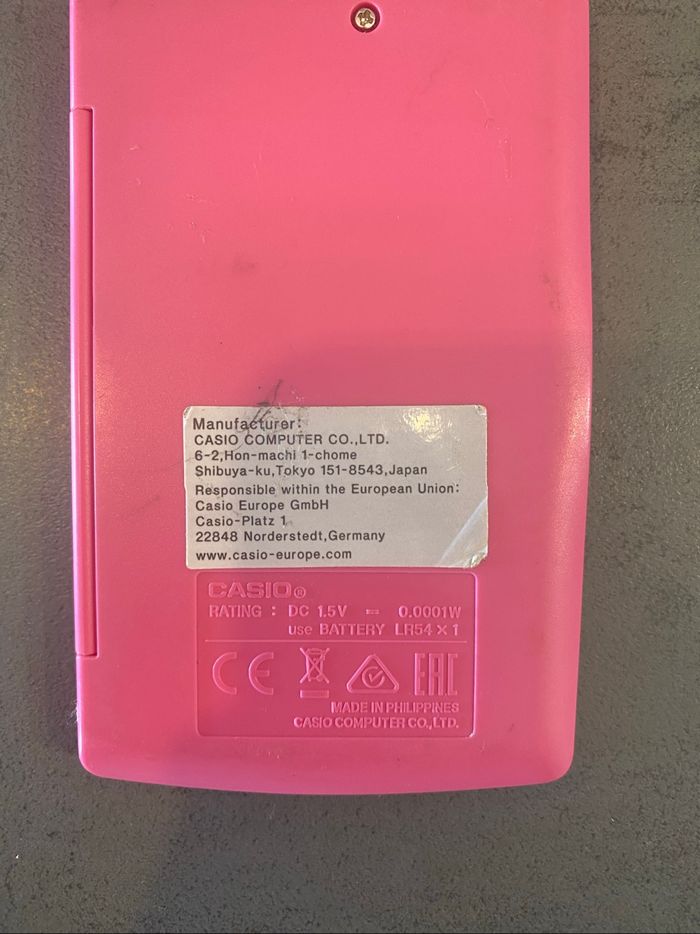 Manufacturer:
CASIO COMPUTER CO.,LTD.
6-2,Hon-machi 1-chome
Shibuya-ku,Tokyo 151-8543,Japan
Responsible within the European Union:
Casio Europe GmbH
Casio-Platz 1
22848 Norderstedt,Germany
www.casio-europe.com
CASIO®
RATING : DC 1.5V ⎓ 0.0001W
use BATTERY LR54×1
CE EAC
MADE IN PHILIPPINES
CASIO COMPUTER CO.,LTD.